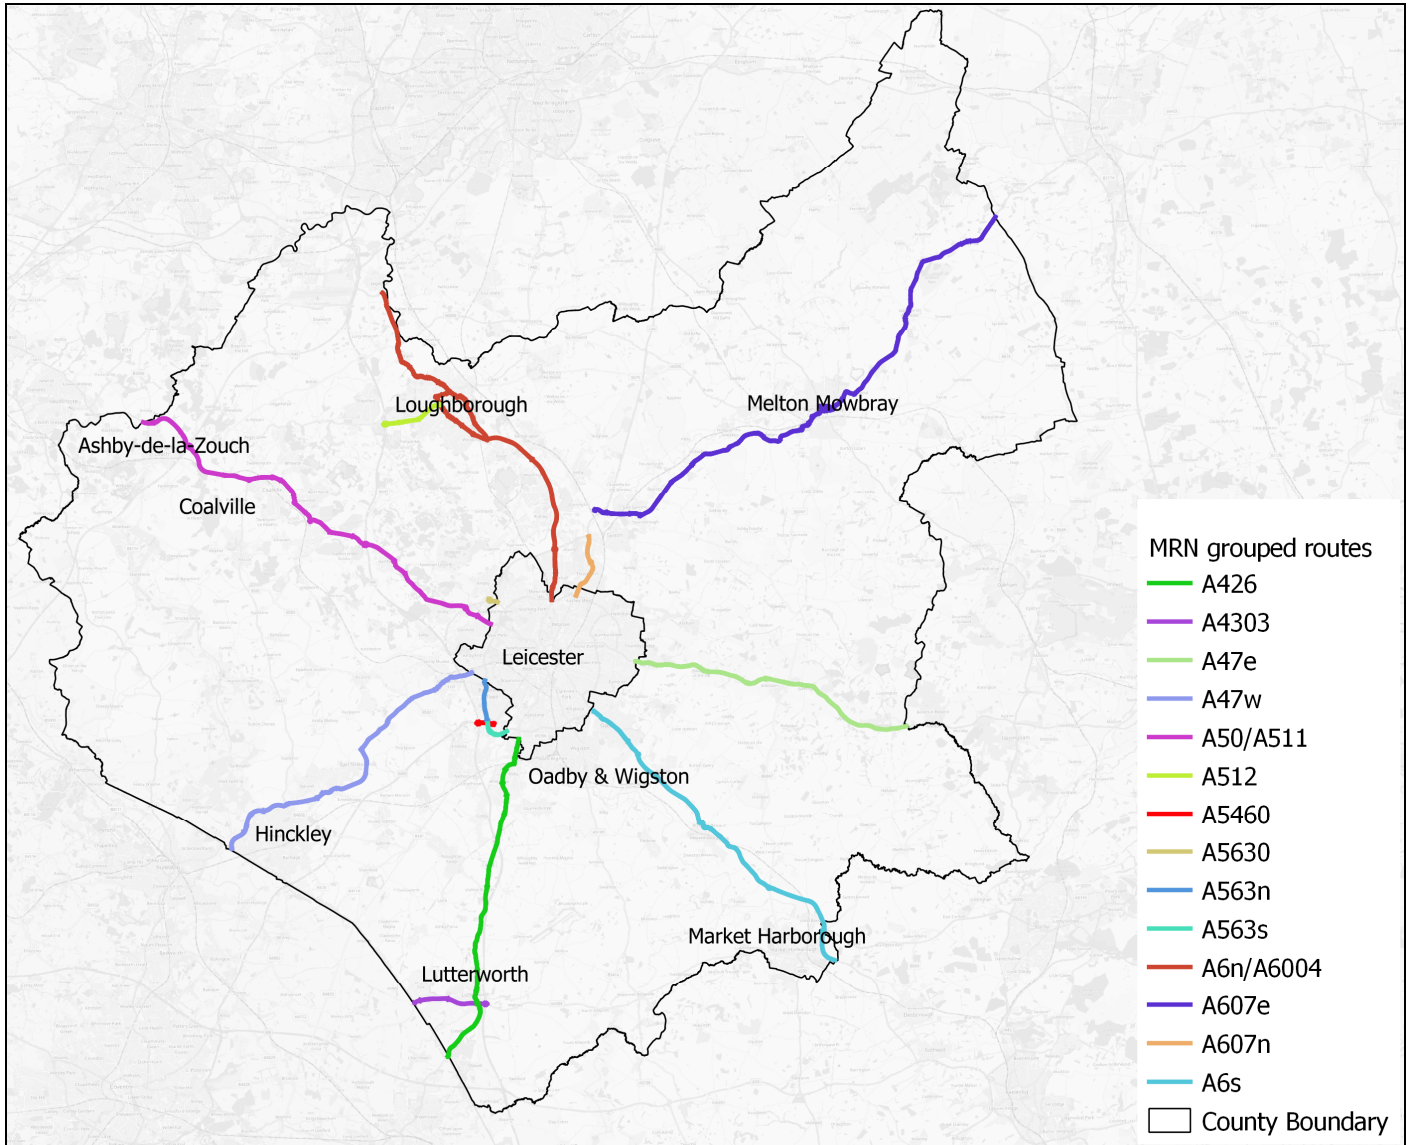 Loughborough
Melton Mowbray
Ashby-de-la-Zouch
Coalville
Leicester
Oadby & Wigston
Hinckley
Market Harborough
Lutterworth
MRN grouped routes
A426
A4303
A47e
A47w
A50/A511
A512
A5460
A5630
A563n
A563s
A6n/A6004
A607e
A607n
A6s
County Boundary